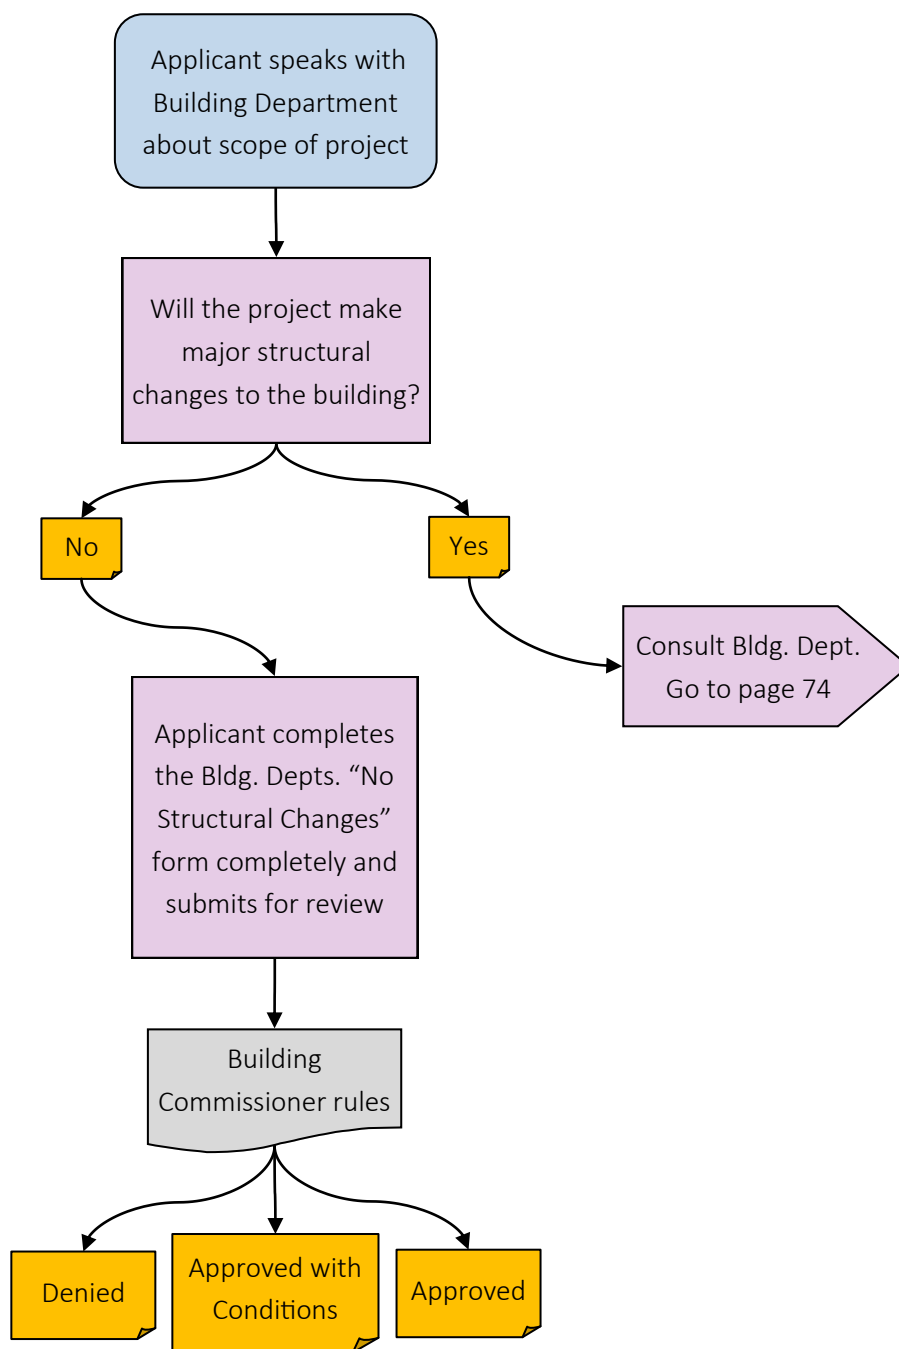 Applicant speaks with
Building Department
about scope of project
Will the project make
major structural
changes to the building?
No
Yes
Consult Bldg. Dept.
Go to page 74
Applicant completes
the Bldg. Depts. “No
Structural Changes”
form completely and
submits for review
Building
Commissioner rules
Denied
Approved with
Conditions
Approved